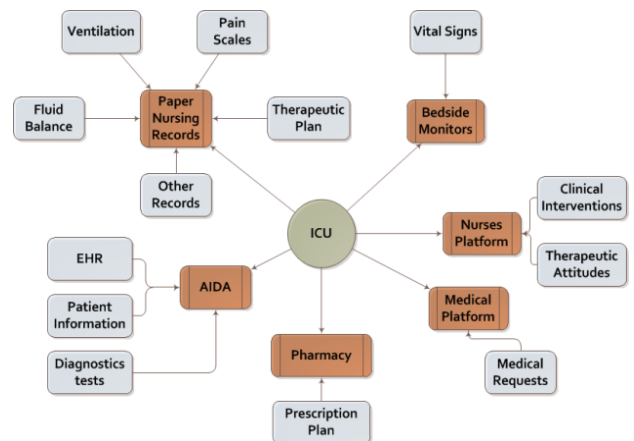 Ventilation
Pain
Scales
Vital Signs
Fluid
Balance
Paper
Nursing
Records
Therapeutic
Plan
Bedside
Monitors
Other
Records
Clinical
Interventions
ICU
Nurses
Platform
EHR
Therapeutic
Attitudes
AIDA
Patient
Information
Medical
Platform
Diagnostics
tests
Pharmacy
Medical
Requests
Prescription
Plan